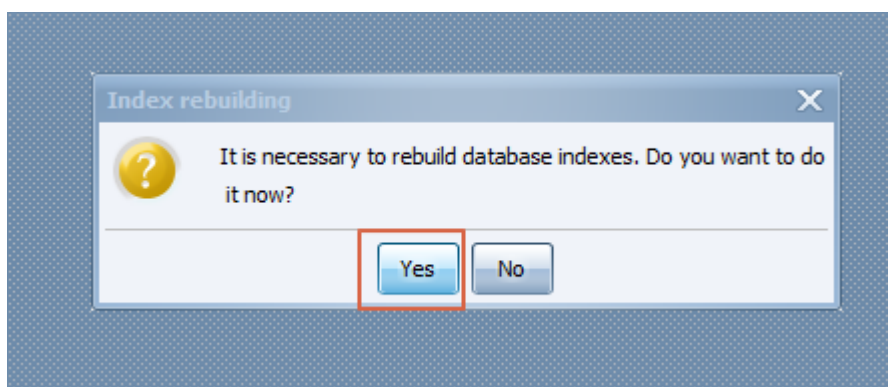 Index rebuilding
It is necessary to rebuild database indexes. Do you want to do
it now?
Yes No